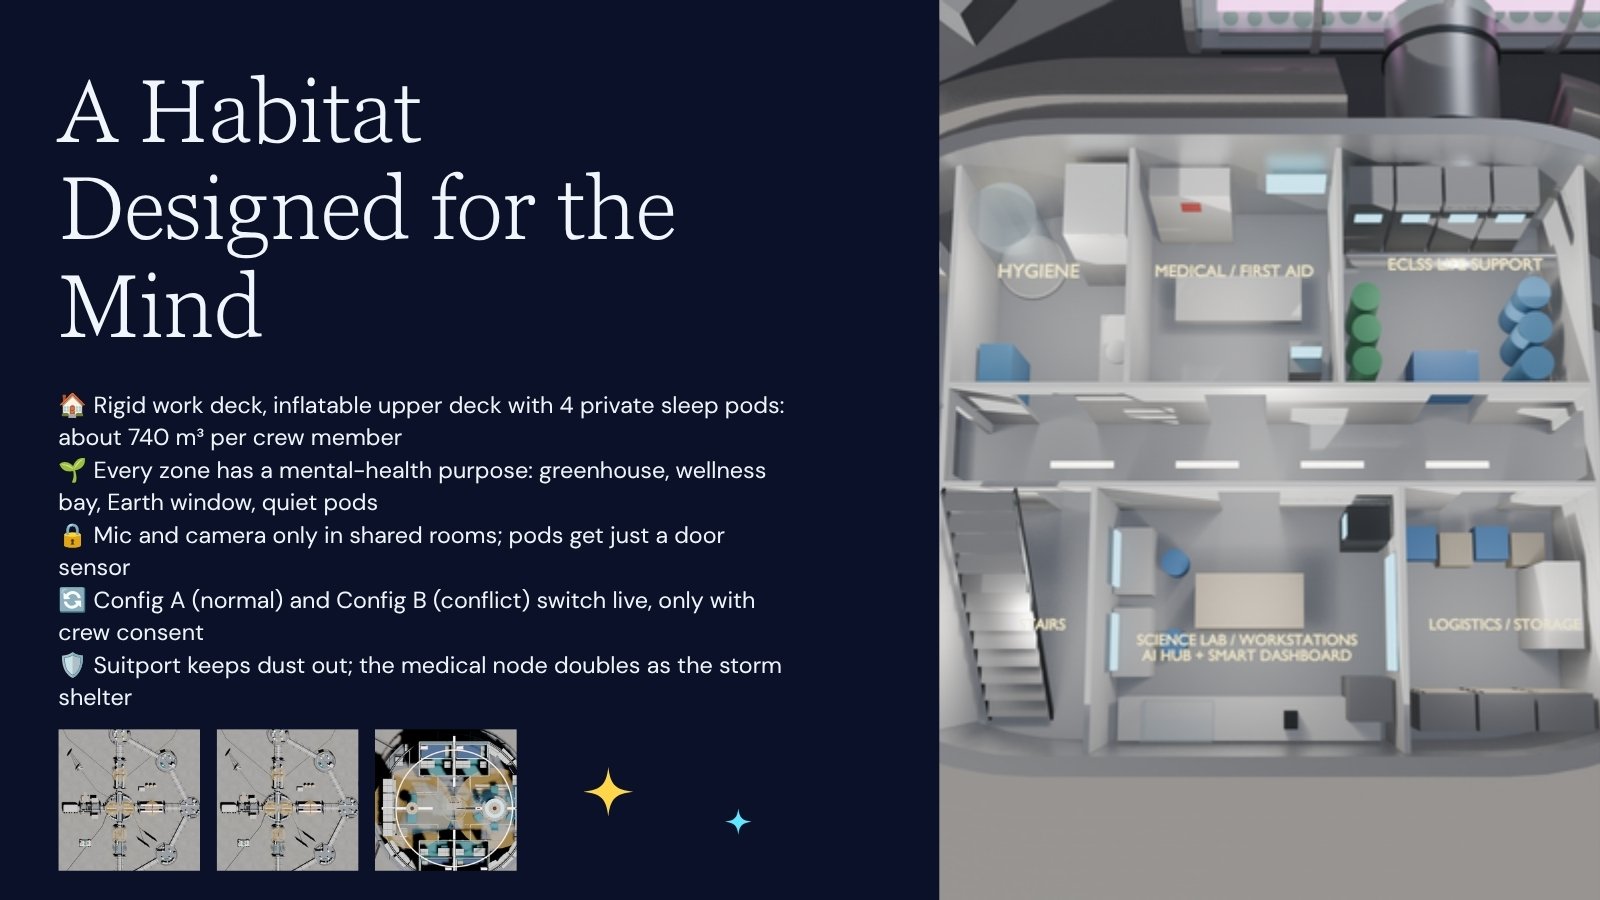 A Habitat
Designed for the
Mind
🏠 Rigid work deck, inflatable upper deck with 4 private sleep pods:
about 740 m³ per crew member
🌱 Every zone has a mental-health purpose: greenhouse, wellness
bay, Earth window, quiet pods
🔒 Mic and camera only in shared rooms; pods get just a door
sensor
🔄 Config A (normal) and Config B (conflict) switch live, only with
crew consent
🛡️ Suitport keeps dust out; the medical node doubles as the storm
shelter
HYGIENE
MEDICAL / FIRST AID
ECLSS LIFE SUPPORT
STAIRS
SCIENCE LAB / WORKSTATIONS
AI HUB + SMART DASHBOARD
LOGISTICS / STORAGE